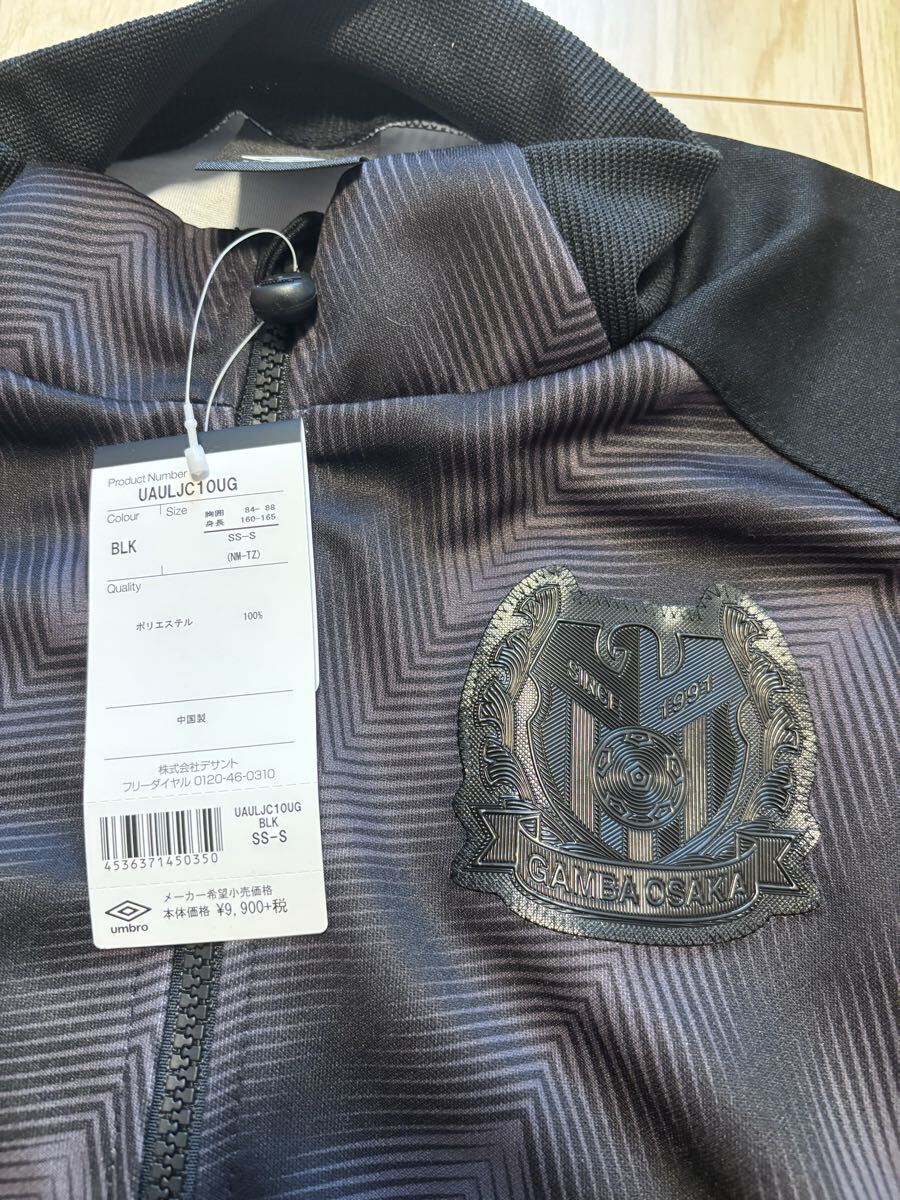 Product Number
UAULJC10UG
Colour
Size
胸囲 84- 88
身長 160-165
BLK
SS-S
(NM-TZ)
Quality
ポリエステル 100%
中国製
株式会社デサント
フリーダイヤル 0120-46-0310
UAULJC10UG
BLK
SS-S
4536371450350
メーカー希望小売価格
本体価格 ¥9,900+税
umbro
SINCE 1991
GAMBA OSAKA